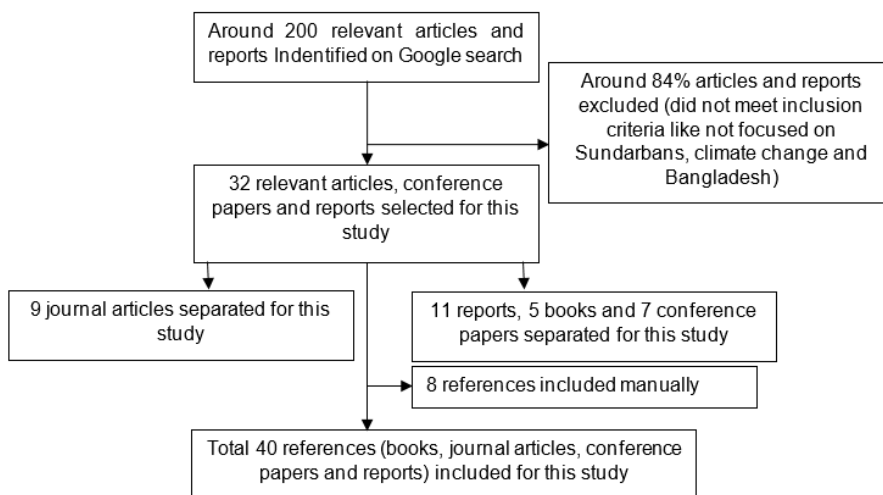 Around 200 relevant articles and
reports Indentified on Google search
Around 84% articles and reports
excluded (did not meet inclusion
criteria like not focused on
Sundarbans, climate change and
Bangladesh)
32 relevant articles, conference
papers and reports selected for this
study
9 journal articles separated for this
study
11 reports, 5 books and 7 conference
papers separated for this study
8 references included manually
Total 40 references (books, journal articles, conference
papers and reports) included for this study